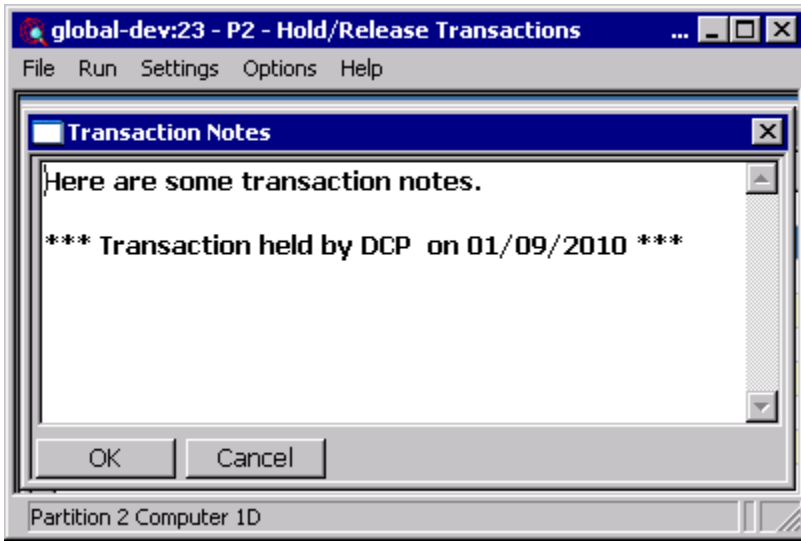 global-dev:23 - P2 - Hold/Release Transactions ...
File Run Settings Options Help
Transaction Notes
Here are some transaction notes.
*** Transaction held by DCP  on 01/09/2010 ***
OK Cancel
Partition 2 Computer 1D